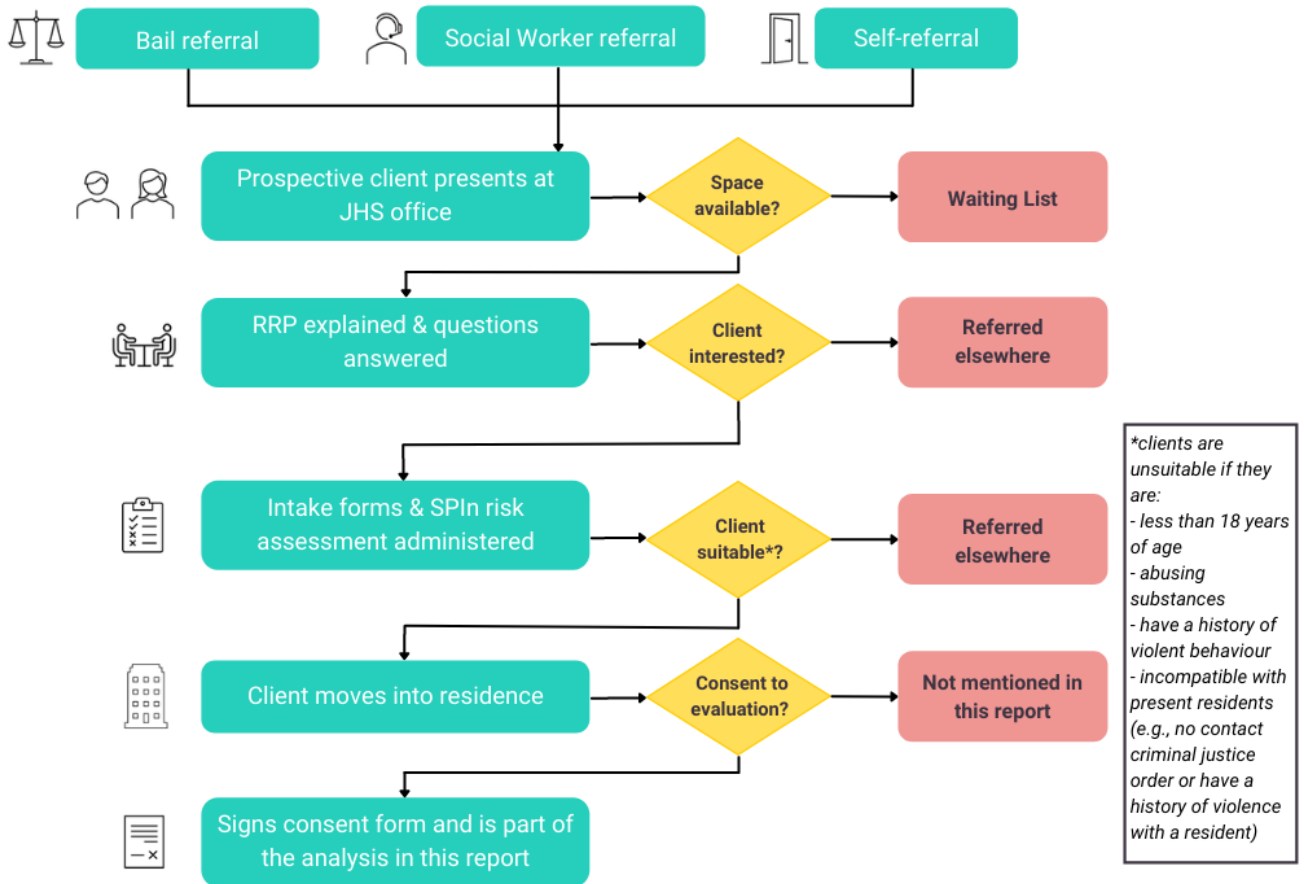 Bail referral
Social Worker referral
Self-referral
Prospective client presents at
JHS office
Space
available?
Waiting List
RRP explained & questions
answered
Client
interested?
Referred
elsewhere
Intake forms & SPIn risk
assessment administered
Client
suitable*?
Referred
elsewhere
Client moves into residence
Consent to
evaluation?
Not mentioned in
this report
Signs consent form and is part of
the analysis in this report
*clients are
unsuitable if they
are:
- less than 18 years
of age
- abusing
substances
- have a history of
violent behaviour
- incompatible with
present residents
(e.g., no contact
criminal justice
order or have a
history of violence
with a resident)